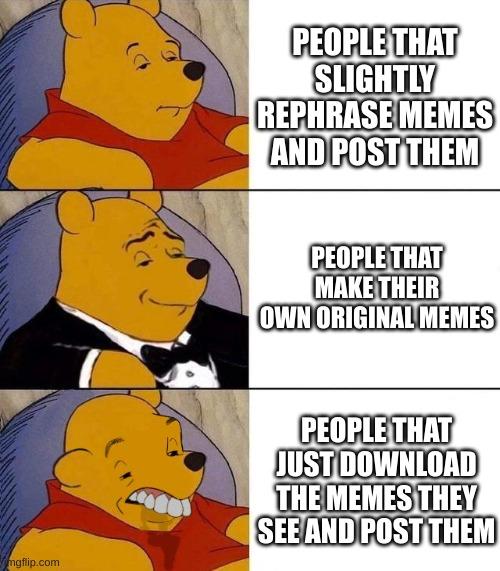 PEOPLE THAT
SLIGHTLY
REPHRASE MEMES
AND POST THEM
PEOPLE THAT
MAKE THEIR
OWN ORIGINAL MEMES
PEOPLE THAT
JUST DOWNLOAD
THE MEMES THEY
SEE AND POST THEM
imgflip.com